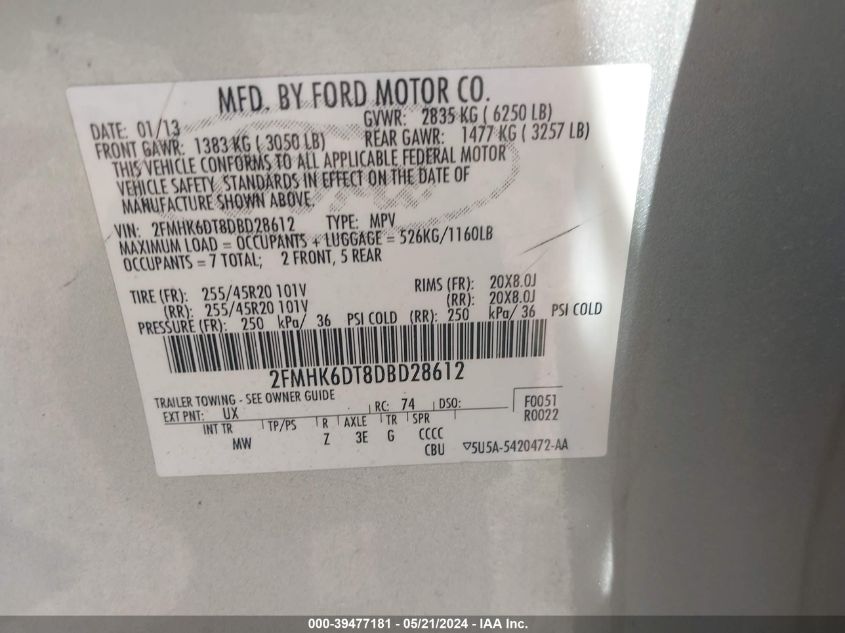 MFD. BY FORD MOTOR CO.
DATE: 01/13 GVWR: 2835 KG ( 6250 LB)
FRONT GAWR: 1383 KG ( 3050 LB) REAR GAWR: 1477 KG ( 3257 LB)
THIS VEHICLE CONFORMS TO ALL APPLICABLE FEDERAL MOTOR
VEHICLE SAFETY STANDARDS IN EFFECT ON THE DATE OF
MANUFACTURE SHOWN ABOVE.
VIN: 2FMHK6DT8DBD28612 TYPE: MPV
MAXIMUM LOAD = OCCUPANTS + LUGGAGE = 526KG/1160LB
OCCUPANTS = 7 TOTAL; 2 FRONT, 5 REAR
TIRE (FR): 255/45R20 101V RIMS (FR): 20X8.0J
(RR): 255/45R20 101V (RR): 20X8.0J
PRESSURE (FR): 250 kPa/ 36 PSI COLD (RR): 250 kPa/ 36 PSI COLD
2FMHK6DT8DBD28612
TRAILER TOWING - SEE OWNER GUIDE
EXT PNT: UX RC: 74 DSO: F0051
R0022
INT TR TP/PS R AXLE TR SPR
MW Z 3E G CCCC
CBU ▽5U5A-5420472-AA
000-39477181 - 05/21/2024 - IAA Inc.